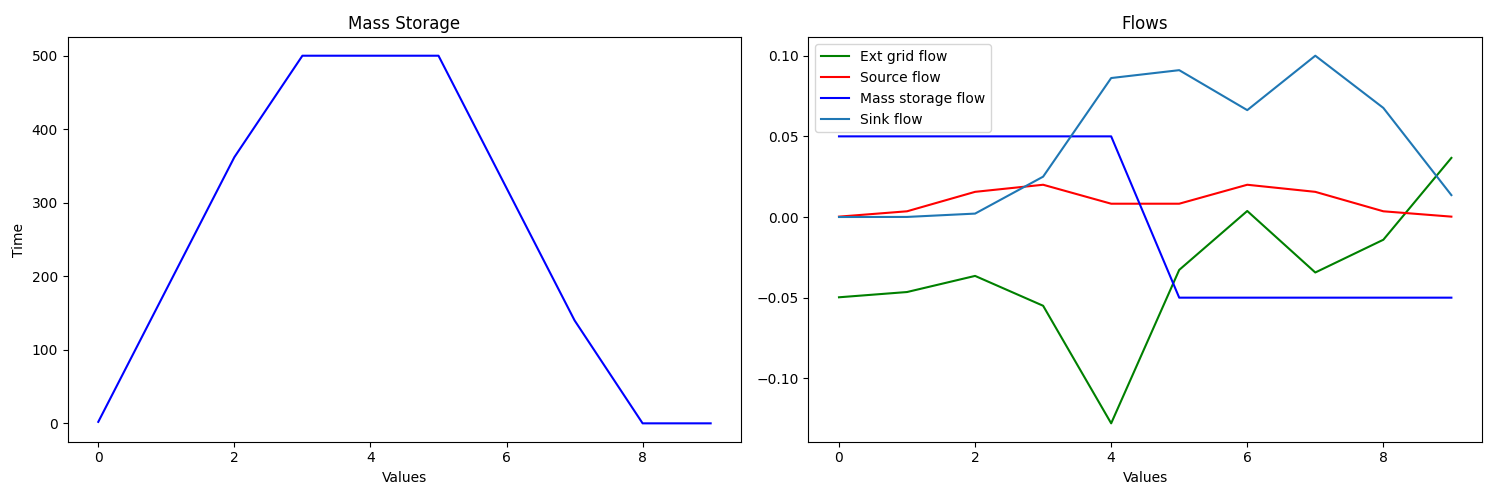 Mass Storage
Time
500
400
300
200
100
0
0 2 4 6 8
Values
Flows
Ext grid flow
Source flow
Mass storage flow
Sink flow
0.10
0.05
0.00
−0.05
−0.10
0 2 4 6 8
Values